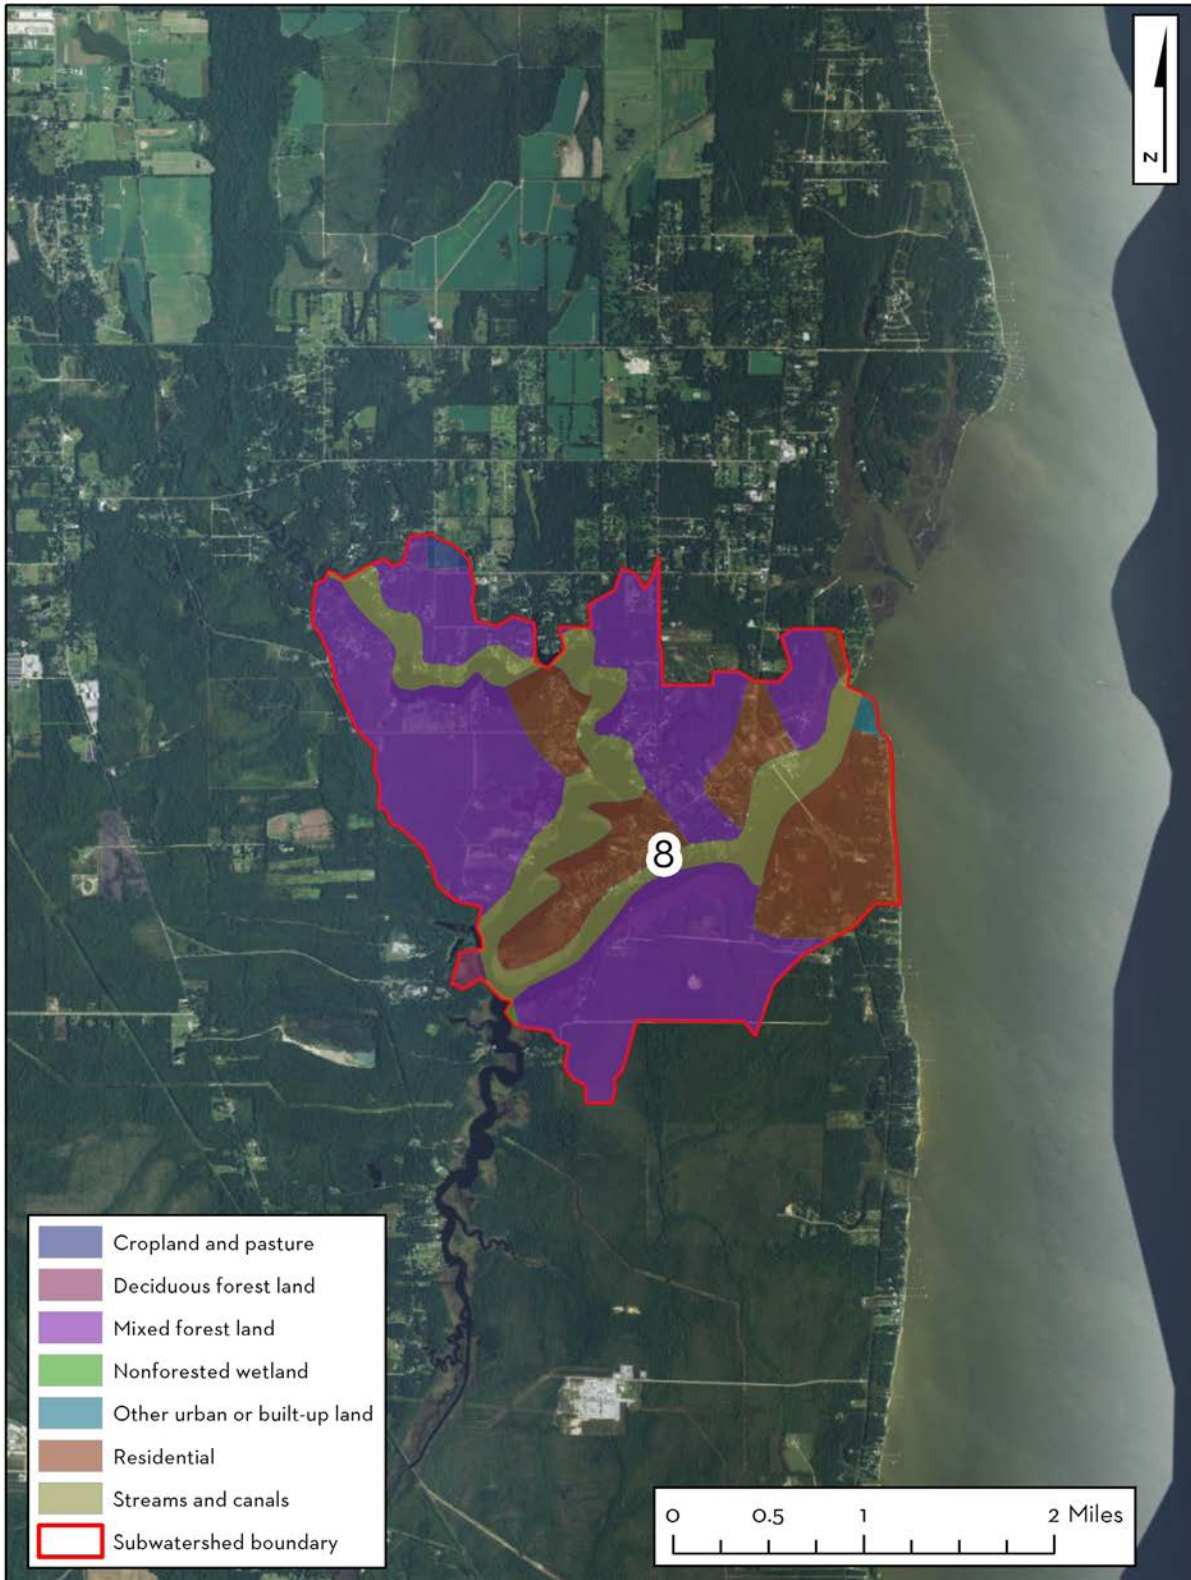 N
8
Cropland and pasture
Deciduous forest land
Mixed forest land
Nonforested wetland
Other urban or built-up land
Residential
Streams and canals
Subwatershed boundary
0 0.5 1 2 Miles